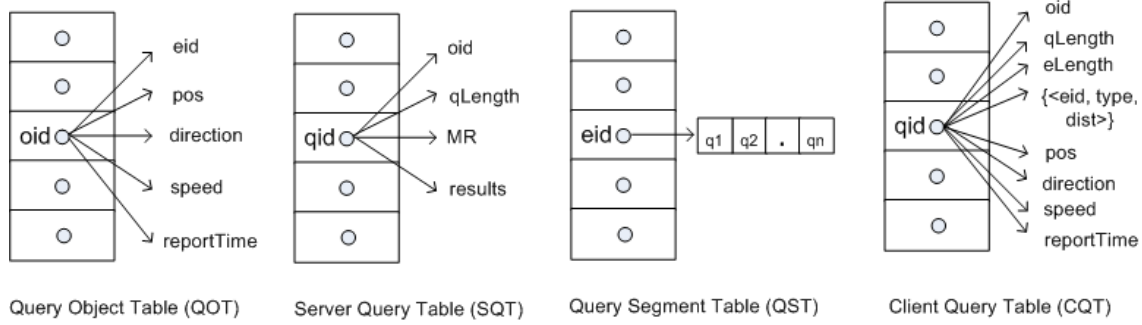 eid
pos
oid
direction
speed
reportTime
Query Object Table (QOT)
oid
qLength
qid
MR
results
Server Query Table (SQT)
eid
q1 q2 . qn
Query Segment Table (QST)
oid
qLength
eLength
{<eid, type,
dist>}
qid
pos
direction
speed
reportTime
Client Query Table (CQT)